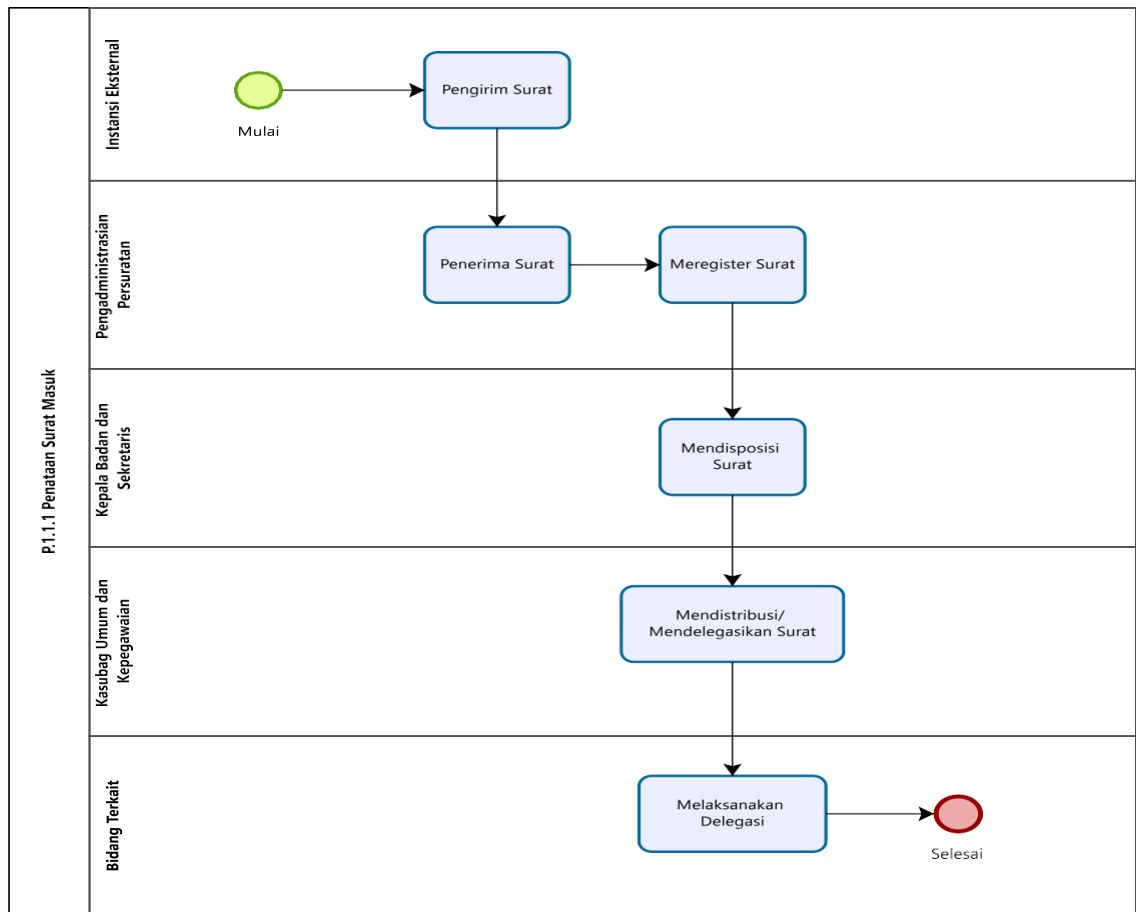 P.1.1.1 Penataan Surat Masuk
Instansi Eksternal
Mulai
Pengirim Surat
Pengadministrasian
Persuratan
Penerima Surat
Meregister Surat
Kepala Badan dan
Sekretaris
Mendisposisi
Surat
Kasubag Umum dan
Kepegawaian
Mendistribusi/
Mendelegasikan Surat
Bidang Terkait
Melaksanakan
Delegasi
Selesai